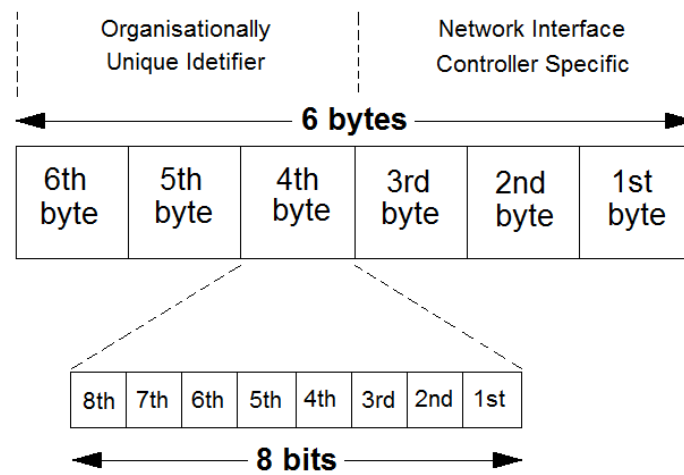 Organisationally
Unique Idetifier
Network Interface
Controller Specific
6 bytes
6th byte
5th byte
4th byte
3rd byte
2nd byte
1st byte
8th 7th 6th 5th 4th 3rd 2nd 1st
8 bits